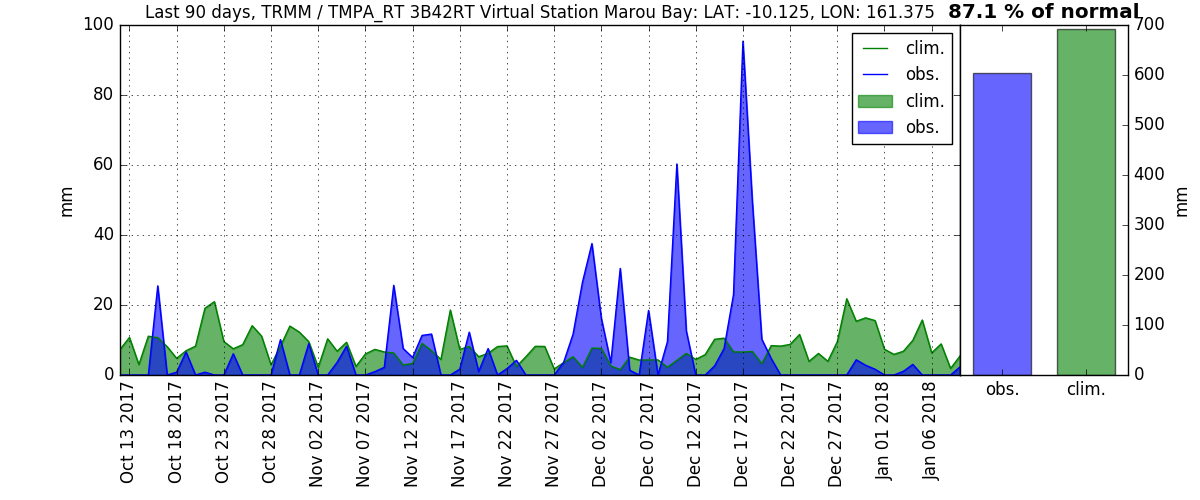 Last 90 days, TRMM / TMPA_RT 3B42RT Virtual Station Marou Bay: LAT: -10.125, LON: 161.375 87.1 % of normal
100
80
60
40
20
0
mm
clim.
obs.
clim.
obs.
700
600
500
400
300
200
100
0
mm
Oct 13 2017
Oct 18 2017
Oct 23 2017
Oct 28 2017
Nov 02 2017
Nov 07 2017
Nov 12 2017
Nov 17 2017
Nov 22 2017
Nov 27 2017
Dec 02 2017
Dec 07 2017
Dec 12 2017
Dec 17 2017
Dec 22 2017
Dec 27 2017
Jan 01 2018
Jan 06 2018
obs. clim.